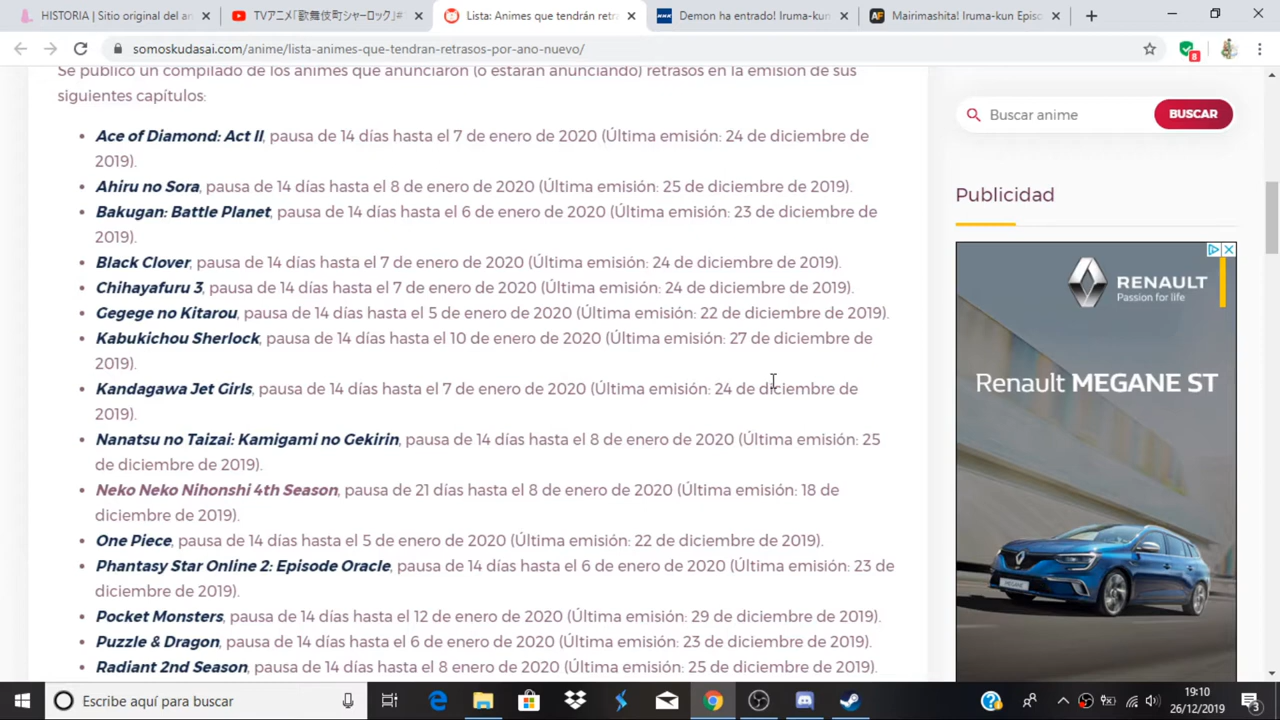 HISTORIA | Sitio original del an
TVアニメ「歌舞伎町シャーロック」#
Lista: Animes que tendrán retra
Demon ha entrado! Iruma-kun
Mairimashita! Iruma-kun Episo
somoskudasai.com/anime/lista-animes-que-tendran-retrasos-por-ano-nuevo/
8
Se publicó un compilado de los animes que anunciaron (o estarán anunciando) retrasos en la emisión de sus
siguientes capítulos:
Ace of Diamond: Act II, pausa de 14 días hasta el 7 de enero de 2020 (Última emisión: 24 de diciembre de
2019).
Ahiru no Sora, pausa de 14 días hasta el 8 de enero de 2020 (Última emisión: 25 de diciembre de 2019).
Bakugan: Battle Planet, pausa de 14 días hasta el 6 de enero de 2020 (Última emisión: 23 de diciembre de
2019).
Black Clover, pausa de 14 días hasta el 7 de enero de 2020 (Última emisión: 24 de diciembre de 2019).
Chihayafuru 3, pausa de 14 días hasta el 7 de enero de 2020 (Última emisión: 24 de diciembre de 2019).
Gegege no Kitarou, pausa de 14 días hasta el 5 de enero de 2020 (Última emisión: 22 de diciembre de 2019).
Kabukichou Sherlock, pausa de 14 días hasta el 10 de enero de 2020 (Última emisión: 27 de diciembre de
2019).
Kandagawa Jet Girls, pausa de 14 días hasta el 7 de enero de 2020 (Última emisión: 24 de diciembre de
2019).
Nanatsu no Taizai: Kamigami no Gekirin, pausa de 14 días hasta el 8 de enero de 2020 (Última emisión: 25
de diciembre de 2019).
Neko Neko Nihonshi 4th Season, pausa de 21 días hasta el 8 de enero de 2020 (Última emisión: 18 de
diciembre de 2019).
One Piece, pausa de 14 días hasta el 5 de enero de 2020 (Última emisión: 22 de diciembre de 2019).
Phantasy Star Online 2: Episode Oracle, pausa de 14 días hasta el 6 de enero de 2020 (Última emisión: 23 de
diciembre de 2019).
Pocket Monsters, pausa de 14 días hasta el 12 de enero de 2020 (Última emisión: 29 de diciembre de 2019).
Puzzle & Dragon, pausa de 14 días hasta el 6 de enero de 2020 (Última emisión: 23 de diciembre de 2019).
Radiant 2nd Season, pausa de 14 días hasta el 8 enero de 2020 (Última emisión: 25 de diciembre de 2019).
Buscar anime
BUSCAR
Publicidad
RENAULT
Passion for life
Renault MEGANE ST
Escribe aquí para buscar
19:10
26/12/2019
3